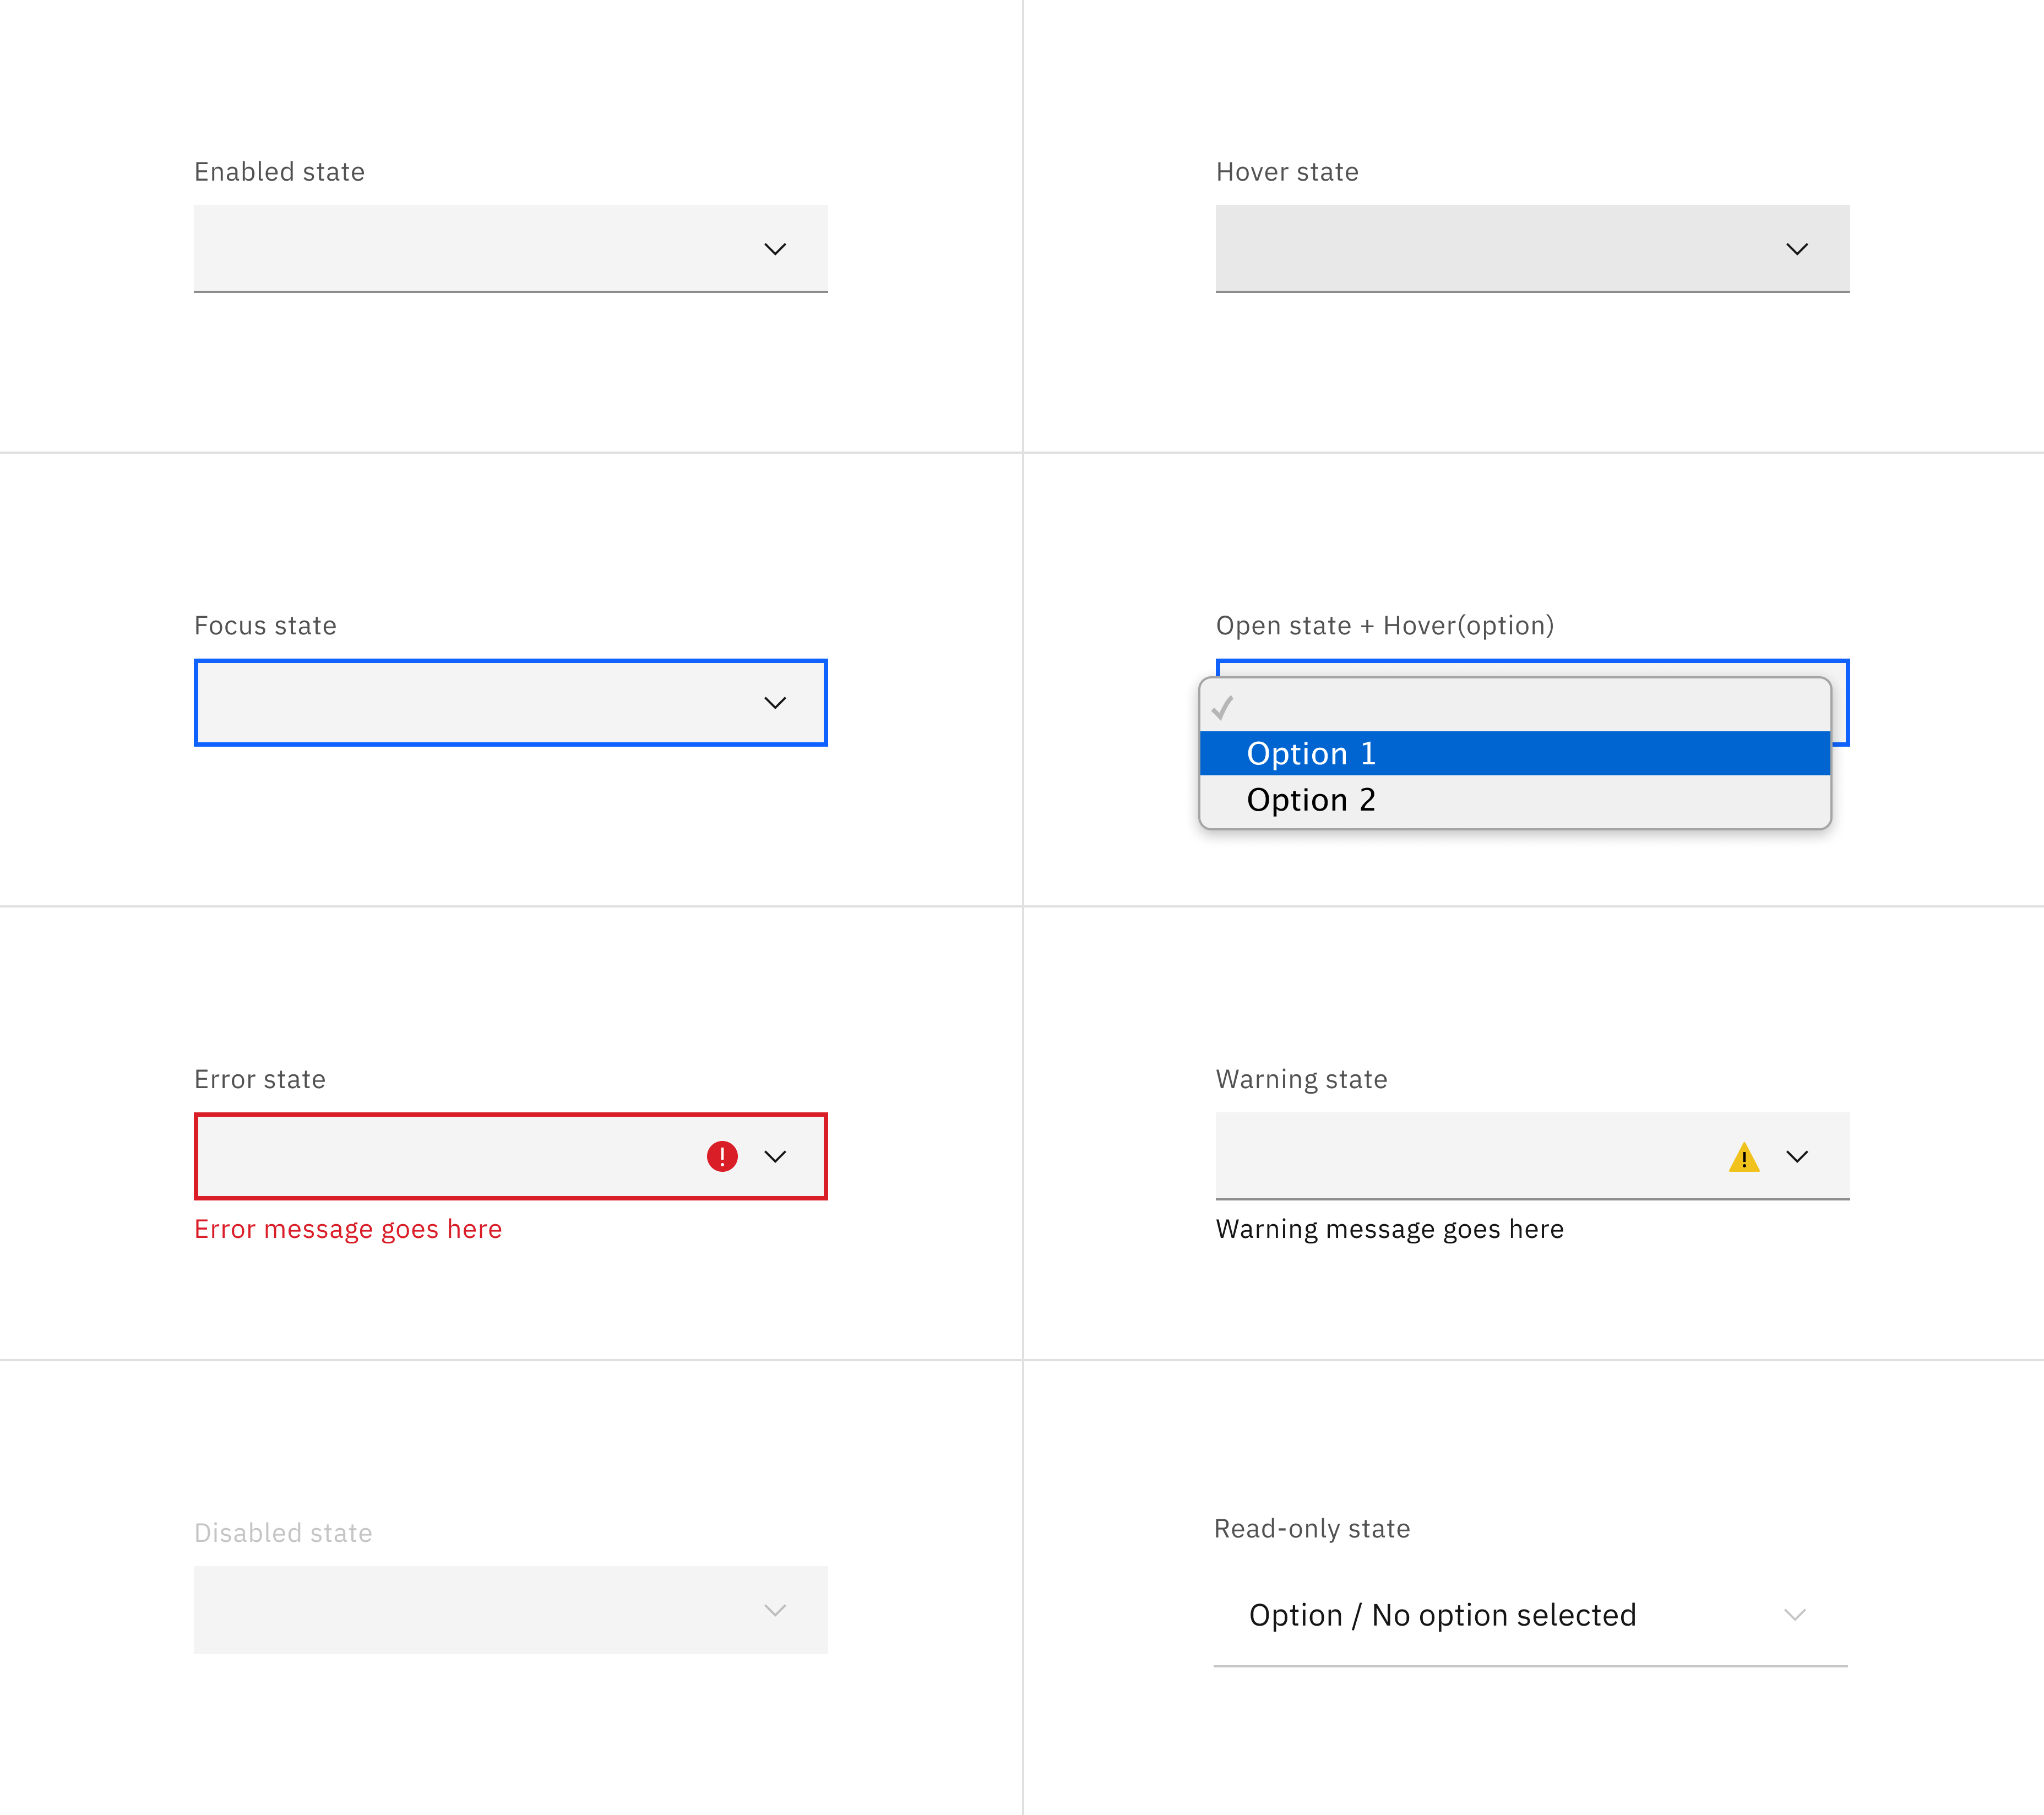 Enabled state
Hover state
Focus state
Open state + Hover(option)
Option 1
Option 2
Error state
Error message goes here
Warning state
Warning message goes here
Disabled state
Read-only state
Option / No option selected